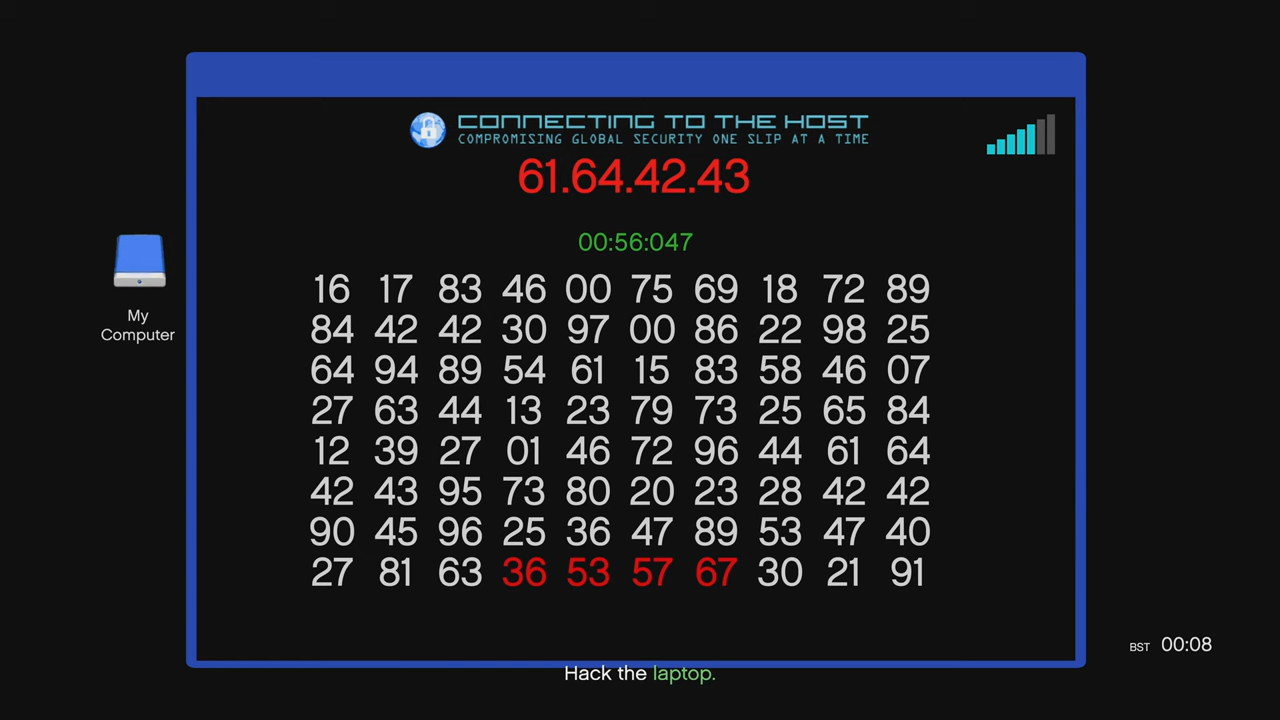 CONNECTING TO THE HOST
COMPROMISING GLOBAL SECURITY ONE SLIP AT A TIME
61.64.42.43
00:56:047
16 17 83 46 00 75 69 18 72 89
84 42 42 30 97 00 86 22 98 25
64 94 89 54 61 15 83 58 46 07
27 63 44 13 23 79 73 25 65 84
12 39 27 01 46 72 96 44 61 64
42 43 95 73 80 20 23 28 42 42
90 45 96 25 36 47 89 53 47 40
27 81 63 36 53 57 67 30 21 91
My
Computer
BST 00:08
Hack the laptop.